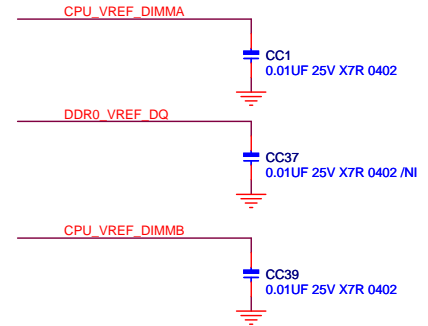 CPU_VREF_DIMMA
CC1
0.01UF 25V X7R 0402
DDR0_VREF_DQ
CC37
0.01UF 25V X7R 0402 /NI
CPU_VREF_DIMMB
CC39
0.01UF 25V X7R 0402